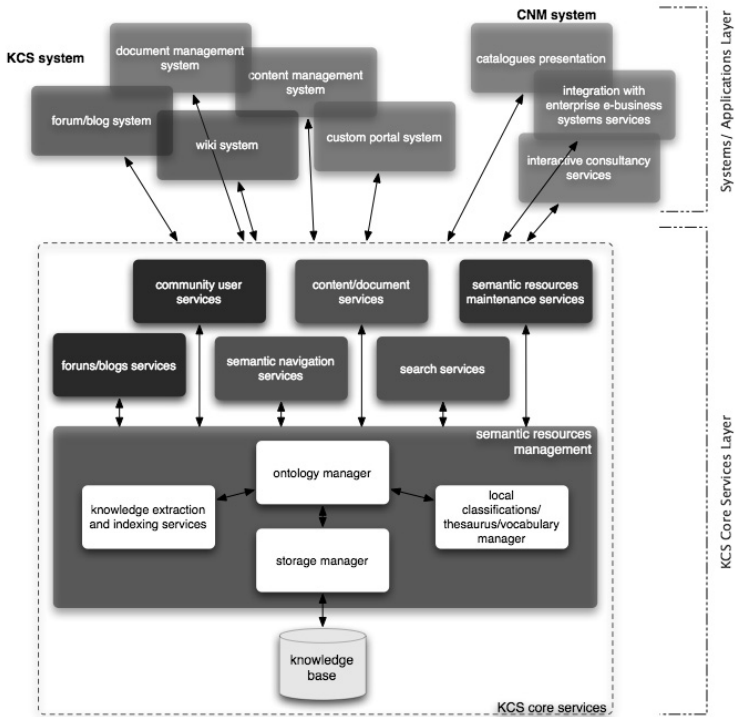 CNM system
KCS system
document management
system
content management
system
catalogues presentation
integration with
enterprise e-business
systems services
forum/blog system
wiki system
custom portal system
interactive consultancy
services
Systems/ Applications Layer
community user
services
content/document
services
semantic resources
maintenance services
foruns/blogs services
semantic navigation
services
search services
semantic resources
management
ontology manager
knowledge extraction
and indexing services
local
classifications/
thesaurus/vocabulary
manager
storage manager
knowledge
base
KCS core services
KCS Core Services Layer